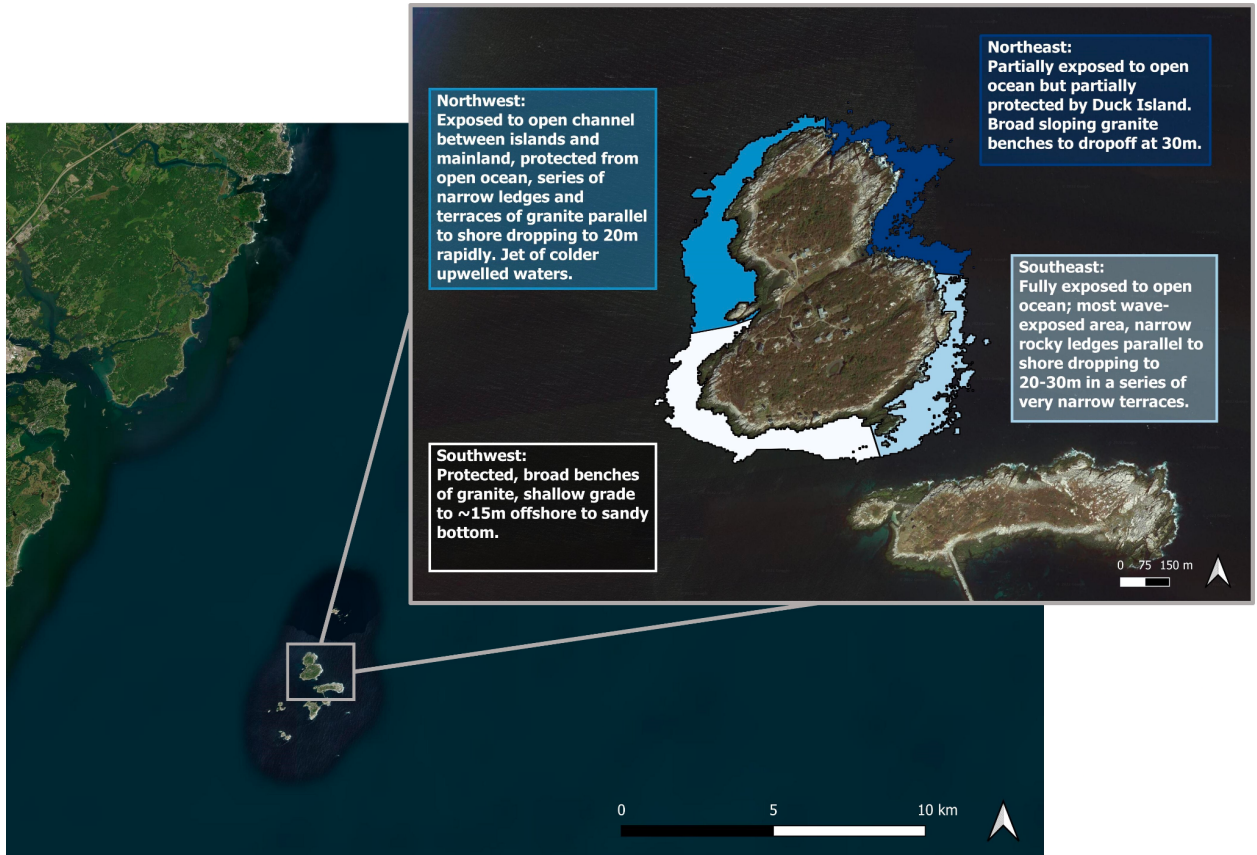 Northwest:
Exposed to open channel
between islands and
mainland, protected from
open ocean, series of
narrow ledges and
terraces of granite parallel
to shore dropping to 20m
rapidly. Jet of colder
upwelled waters.
Northeast:
Partially exposed to open
ocean but partially
protected by Duck Island.
Broad sloping granite
benches to dropoff at 30m.
Southeast:
Fully exposed to open
ocean; most wave-
exposed area, narrow
rocky ledges parallel to
shore dropping to
20-30m in a series of
very narrow terraces.
Southwest:
Protected, broad benches
of granite, shallow grade
to ~15m offshore to sandy
bottom.
0 75 150 m
0 5 10 km